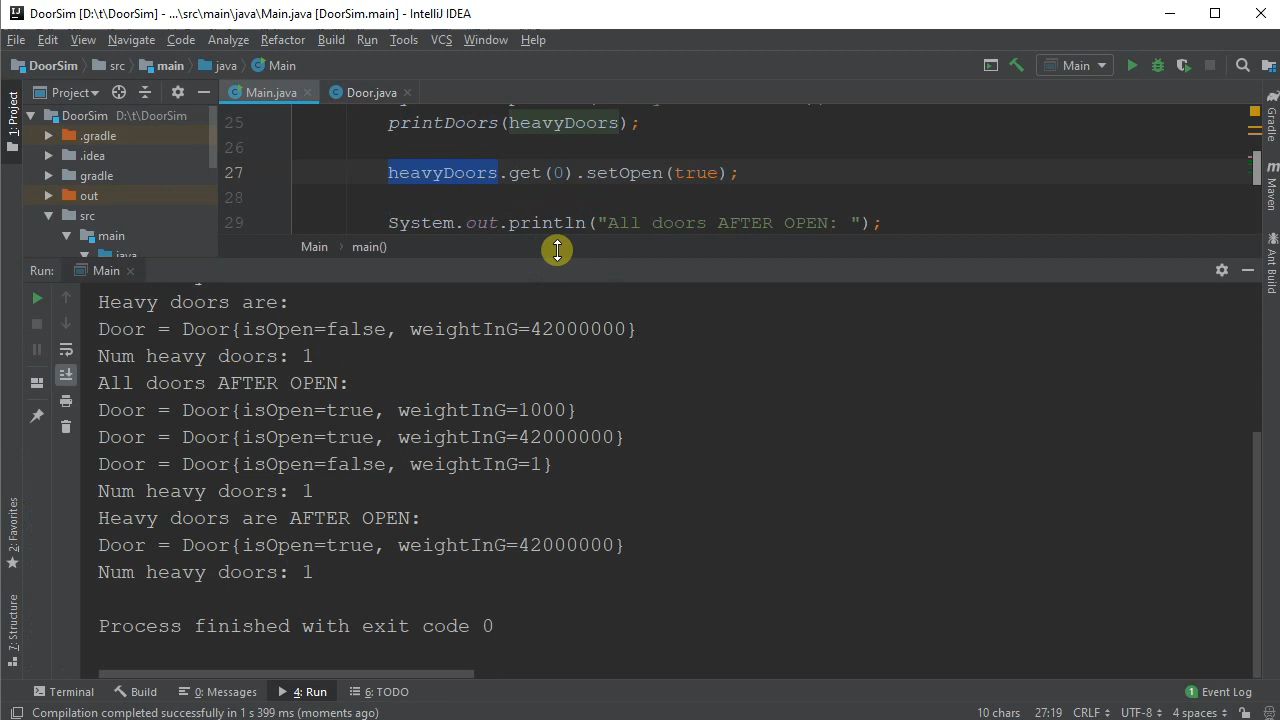 DoorSim [D:\t\DoorSim] - ...\src\main\java\Main.java [DoorSim.main] - IntelliJ IDEA
File Edit View Navigate Code Analyze Refactor Build Run Tools VCS Window Help
DoorSim src main java Main Main
1: Project
Project
Main.java Door.java
DoorSim D:\t\DoorSim
.gradle
.idea
gradle
out
src
main
java
25 printDoors(heavyDoors);
26
27 heavyDoors.get(0).setOpen(true);
28
29 System.out.println("All doors AFTER OPEN: ");
Main main()
Gradle
Maven
Ant Build
Run: Main
Heavy doors are:
Door = Door{isOpen=false, weightInG=42000000}
Num heavy doors: 1
All doors AFTER OPEN:
Door = Door{isOpen=true, weightInG=1000}
Door = Door{isOpen=true, weightInG=42000000}
Door = Door{isOpen=false, weightInG=1}
Num heavy doors: 1
Heavy doors are AFTER OPEN:
Door = Door{isOpen=true, weightInG=42000000}
Num heavy doors: 1
Process finished with exit code 0
2: Favorites
7: Structure
Terminal Build 0: Messages 4: Run 6: TODO 1 Event Log
Compilation completed successfully in 1 s 399 ms (moments ago) 10 chars 27:19 CRLF UTF-8 4 spaces